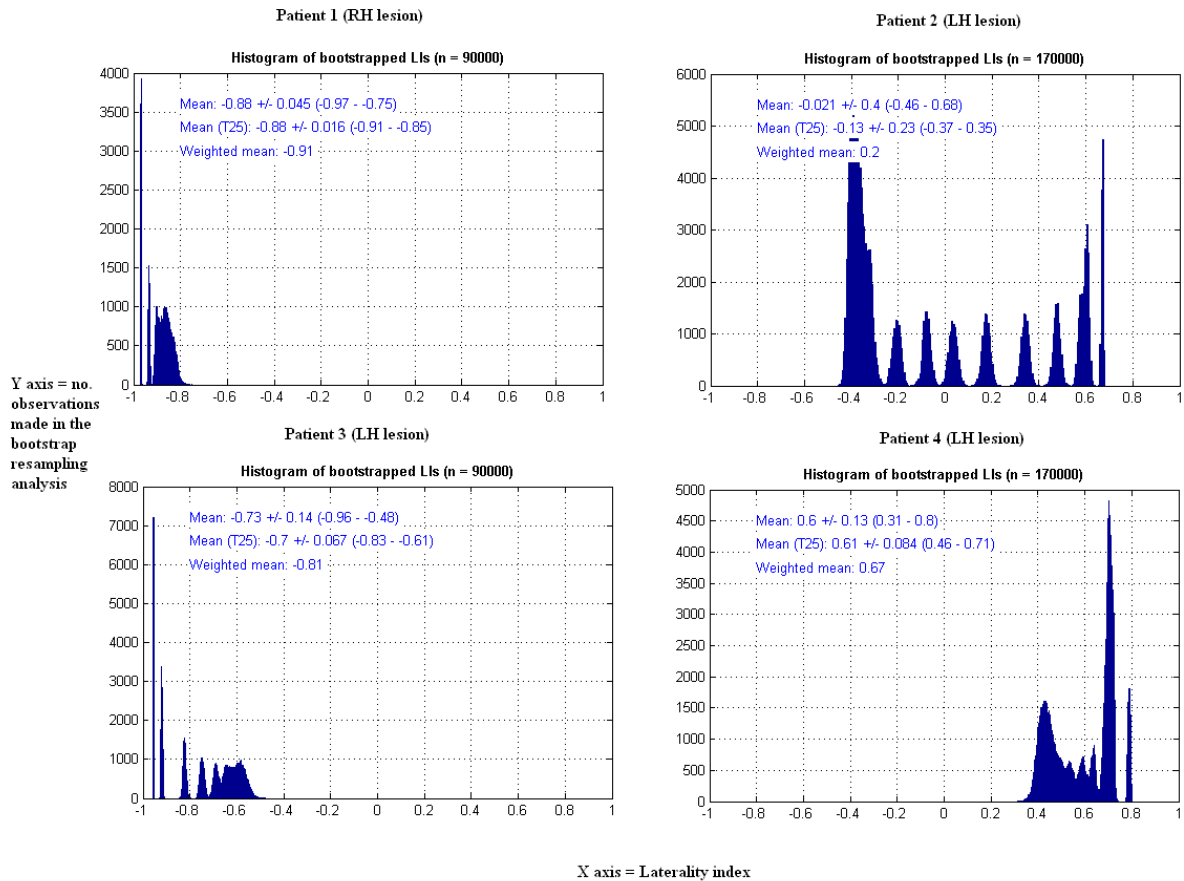 Patient 1 (RH lesion)
Histogram of bootstrapped LIs (n = 90000)
Mean: -0.88 +/- 0.045 (-0.97 - -0.75)
Mean (T25): -0.88 +/- 0.016 (-0.91 - -0.85)
Weighted mean: -0.91
4000
3500
3000
2500
2000
1500
1000
500
0
-1 -0.8 -0.6 -0.4 -0.2 0 0.2 0.4 0.6 0.8 1
Patient 2 (LH lesion)
Histogram of bootstrapped LIs (n = 170000)
Mean: -0.021 +/- 0.4 (-0.46 - 0.68)
Mean (T25): -0.13 +/- 0.23 (-0.37 - 0.35)
Weighted mean: 0.2
6000
5000
4000
3000
2000
1000
0
-1 -0.8 -0.6 -0.4 -0.2 0 0.2 0.4 0.6 0.8 1
Y axis = no.
observations
made in the
bootstrap
resampling
analysis
Patient 3 (LH lesion)
Histogram of bootstrapped LIs (n = 90000)
Mean: -0.73 +/- 0.14 (-0.96 - -0.48)
Mean (T25): -0.7 +/- 0.067 (-0.83 - -0.61)
Weighted mean: -0.81
8000
7000
6000
5000
4000
3000
2000
1000
0
-1 -0.8 -0.6 -0.4 -0.2 0 0.2 0.4 0.6 0.8 1
Patient 4 (LH lesion)
Histogram of bootstrapped LIs (n = 170000)
Mean: 0.6 +/- 0.13 (0.31 - 0.8)
Mean (T25): 0.61 +/- 0.084 (0.46 - 0.71)
Weighted mean: 0.67
5000
4500
4000
3500
3000
2500
2000
1500
1000
500
0
-1 -0.8 -0.6 -0.4 -0.2 0 0.2 0.4 0.6 0.8 1
X axis = Laterality index